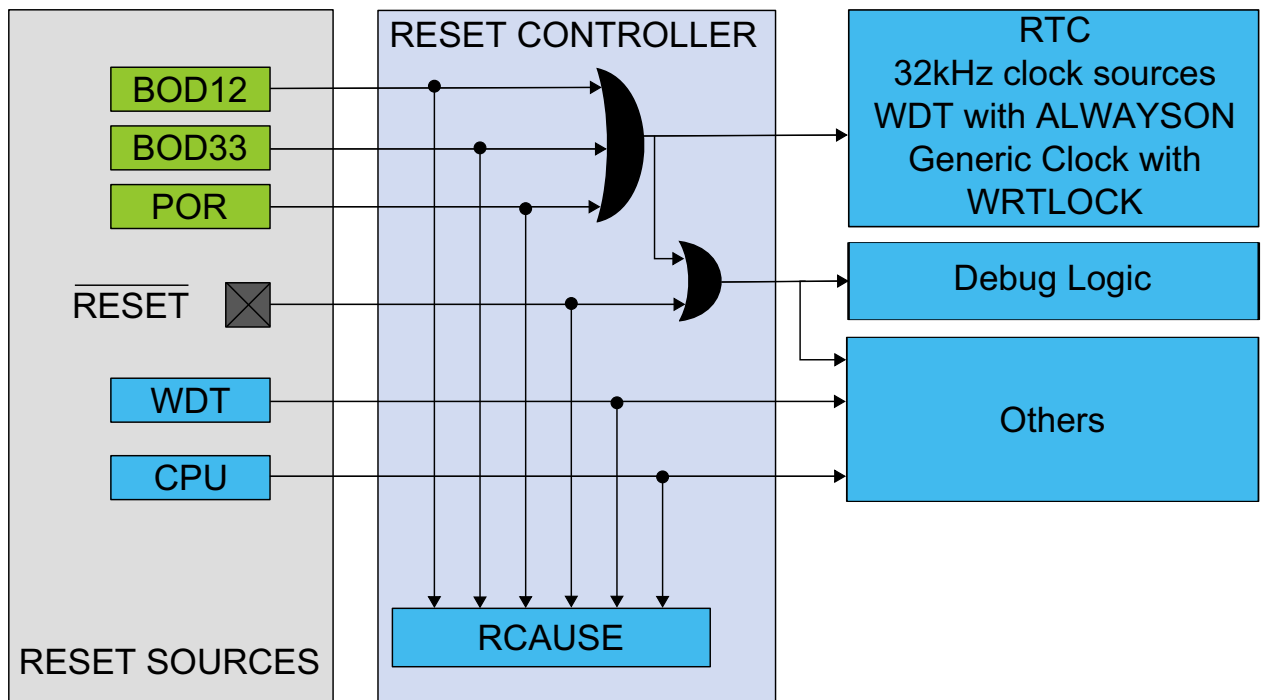 RESET CONTROLLER
BOD12
BOD33
POR
RESET
WDT
CPU
RESET SOURCES
RCAUSE
RTC
32kHz clock sources
WDT with ALWAYSON
Generic Clock with
WRTLOCK
Debug Logic
Others